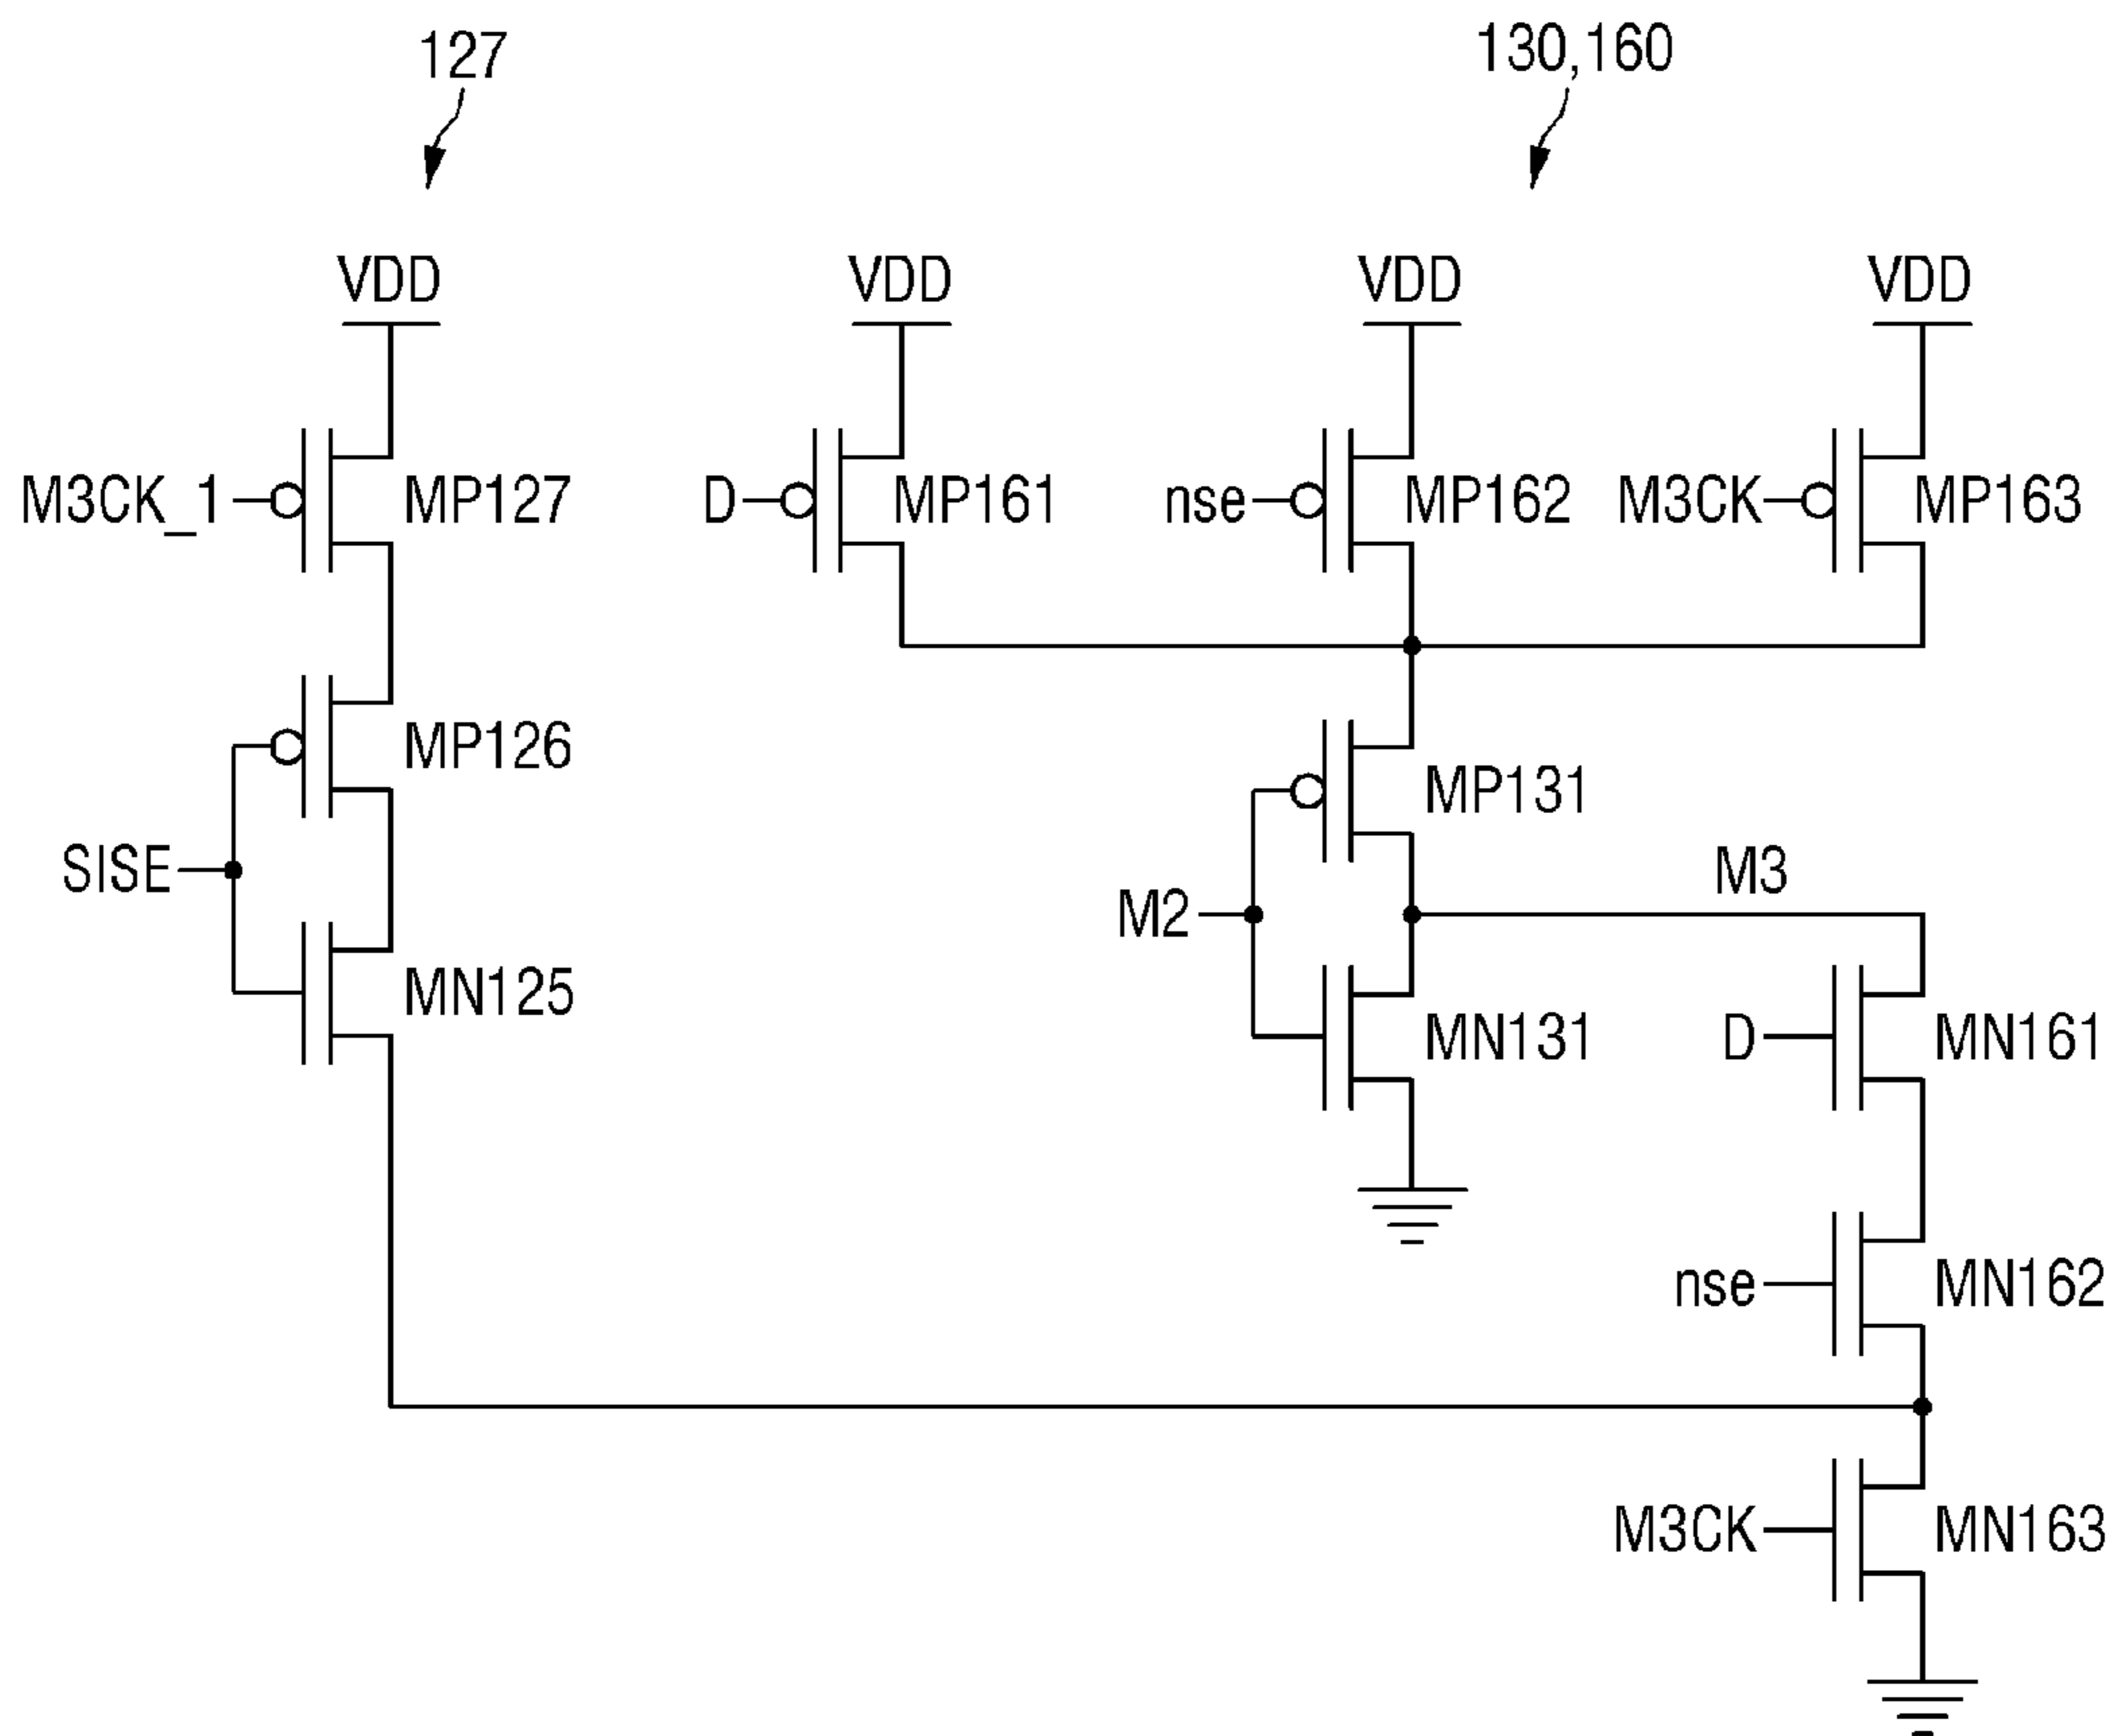 127
130,160
VDD
VDD
VDD
VDD
M3CK_1
MP127
D
MP161
nse
MP162
M3CK
MP163
MP126
SISE
MN125
MP131
M2
M3
MN131
D
MN161
nse
MN162
M3CK
MN163